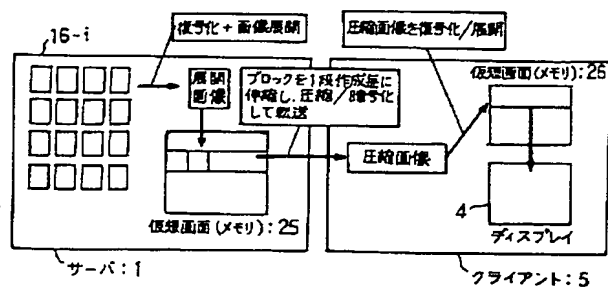 16-i
復号化+画像展開
展開
画像
ブロックを1段作成毎に
伸縮し、圧縮/暗号化
して転送
仮想画面(メモリ):25
サーバ:1
圧縮画像を復号化/展開
仮想画面(メモリ):26
圧縮画像
4
ディスプレイ
クライアント:5